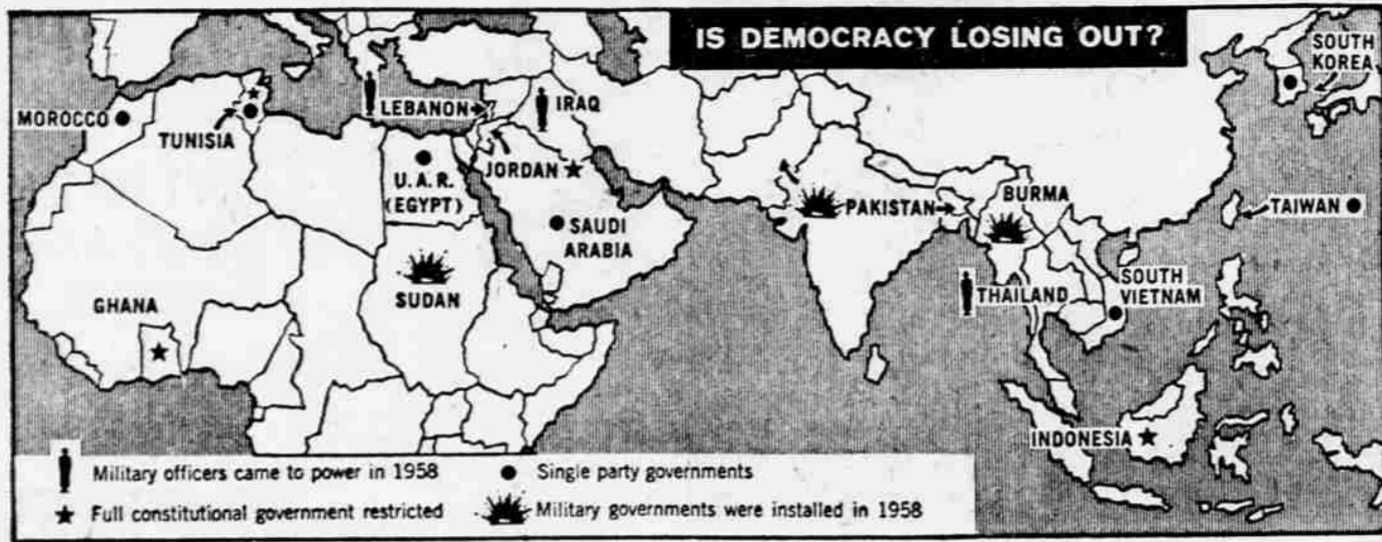 IS DEMOCRACY LOSING OUT?
SOUTH
KOREA
MOROCCO
TUNISIA
LEBANON
IRAQ
JORDAN
U. A. R.
(EGYPT)
SAUDI
ARABIA
PAKISTAN
BURMA
TAIWAN
GHANA
SUDAN
THAILAND
SOUTH
VIETNAM
INDONESIA
Military officers came to power in 1958
Single party governments
Full constitutional government restricted
Military governments were installed in 1958